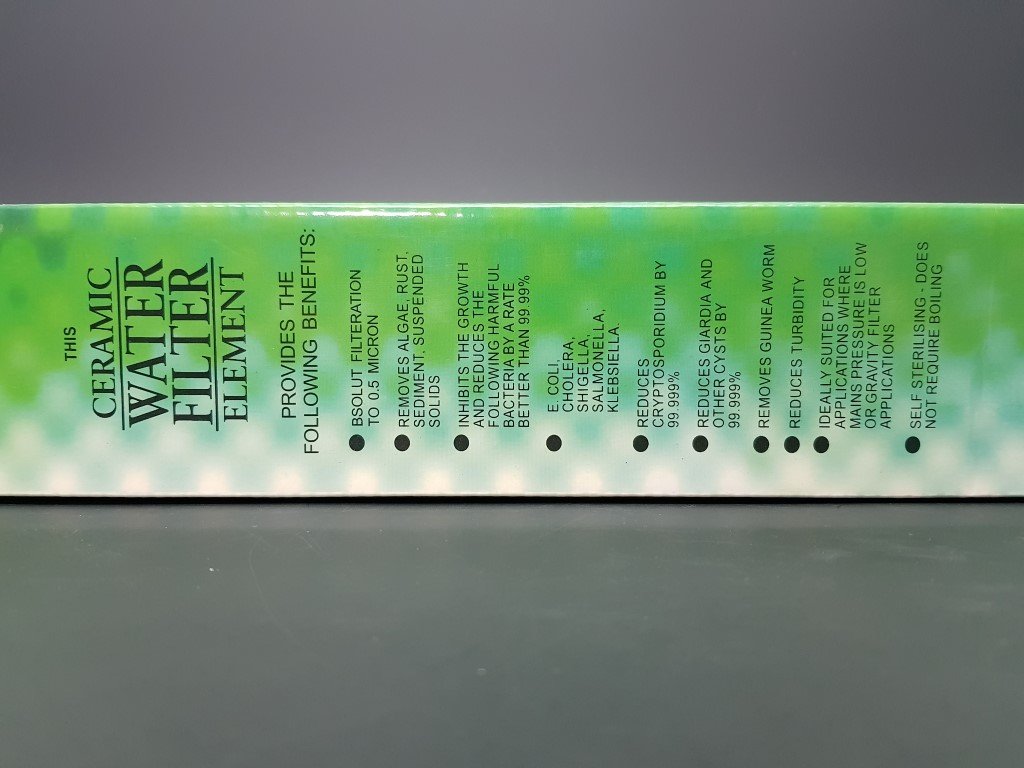 THIS
CERAMIC
WATER
FILTER
ELEMENT
PROVIDES THE
FOLLOWING BENEFITS:
● BSOLUT FILTERATION
TO 0.5 MICRON
● REMOVES ALGAE, RUST,
SEDIMENT, SUSPENDED
SOLIDS
● INHIBITS THE GROWTH
AND REDUCES THE
FOLLOWING HARMFUL
BACTERIA BY A RATE
BETTER THAN 99.99%
● E. COLI,
CHOLERA,
SHIGELLA,
SALMONELLA,
KLEBSIELLA
● REDUCES
CRYPTOSPORIDIUM BY
99.999%
● REDUCES GIARDIA AND
OTHER CYSTS BY
99.999%
● REMOVES GUINEA WORM
● REDUCES TURBIDITY
● IDEALLY SUITED FOR
APPLICATIONS WHERE
MAINS PRESSURE IS LOW
OR GRAVITY FILTER
APPLICATIONS
● SELF STERILISING - DOES
NOT REQUIRE BOILING